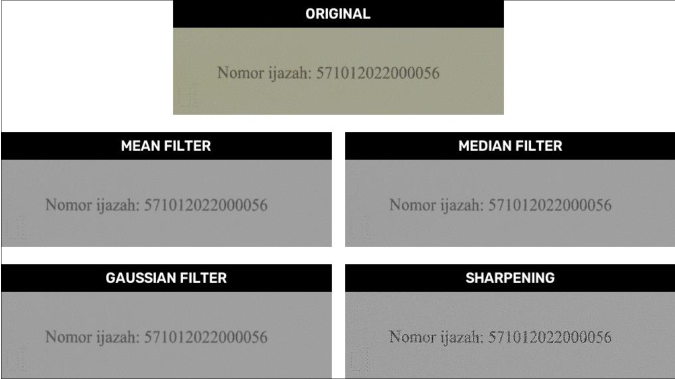 ORIGINAL
Nomor ijazah: 571012022000056
MEAN FILTER
MEDIAN FILTER
Nomor ijazah: 571012022000056
Nomor ijazah: 571012022000056
GAUSSIAN FILTER
SHARPENING
Nomor ijazah: 571012022000056
Nomor ijazah: 571012022000056